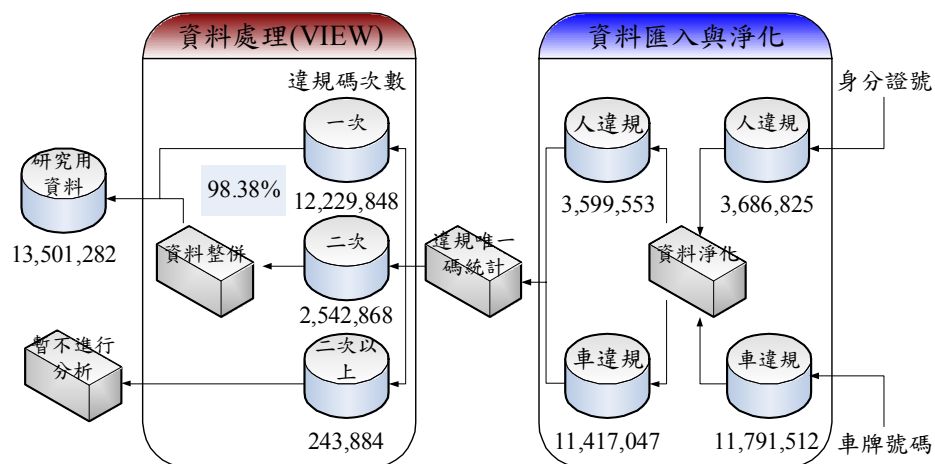 資料處理(VIEW)
資料匯入與淨化
違規碼次數
身分證號
一次
人違規
人違規
研究用
資料
98.38%
12,229,848
3,599,553
3,686,825
13,501,282
資料整併
二次
違規唯一
碼統計
資料淨化
2,542,868
暫不進行
分析
二次以
上
車違規
車違規
243,884
11,417,047
11,791,512
車牌號碼